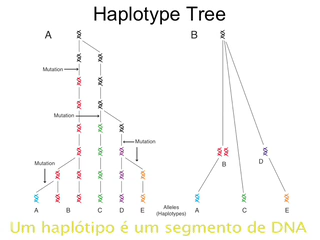 Haplotype Tree
A
B
Mutation
Mutation
Mutation
Mutation
B
D
A B C D E
Alleles
(Haplotypes)
A C E
Um haplótipo é um segmento de DNA